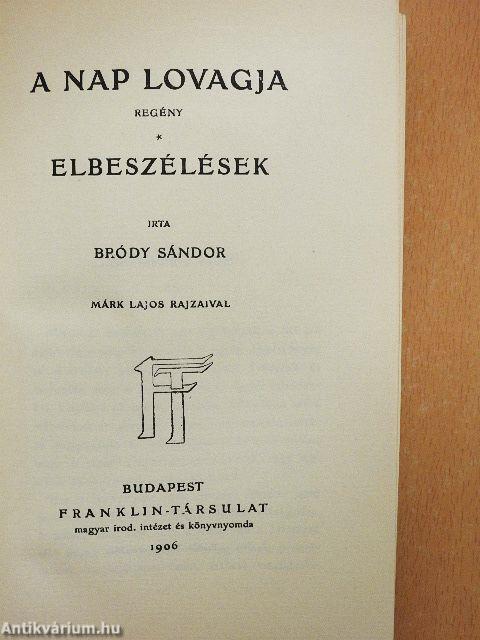 A NAP LOVAGJA
REGÉNY
*
ELBESZÉLÉSEK
IRTA
BRÓDY SÁNDOR
MÁRK LAJOS RAJZAIVAL
FT
BUDAPEST
FRANKLIN-TÁRSULAT
magyar irod. intézet és könyvnyomda
1906
Antikvárium.hu